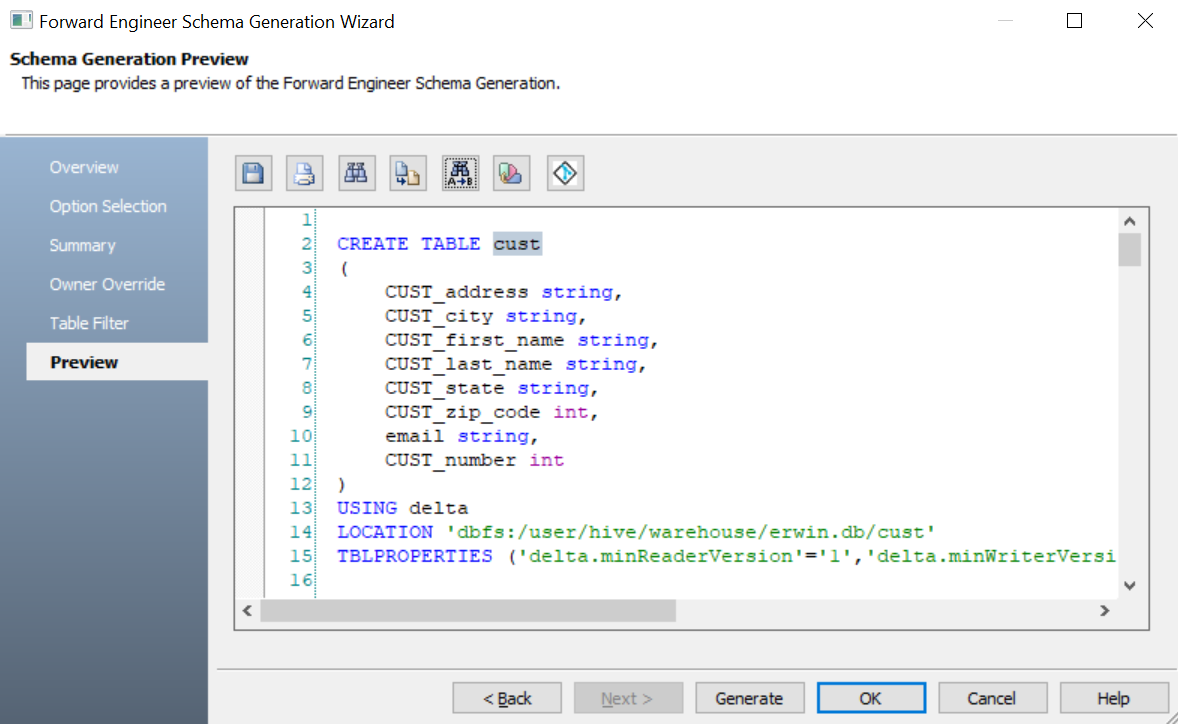 Forward Engineer Schema Generation Wizard
Schema Generation Preview
This page provides a preview of the Forward Engineer Schema Generation.
Overview
Option Selection
Summary
Owner Override
Table Filter
Preview
A→B
1
2 CREATE TABLE cust
3 (
4 CUST_address string,
5 CUST_city string,
6 CUST_first_name string,
7 CUST_last_name string,
8 CUST_state string,
9 CUST_zip_code int,
10 email string,
11 CUST_number int
12 )
13 USING delta
14 LOCATION 'dbfs:/user/hive/warehouse/erwin.db/cust'
15 TBLPROPERTIES ('delta.minReaderVersion'='1','delta.minWriterVersi
16
< Back Next > Generate OK Cancel Help